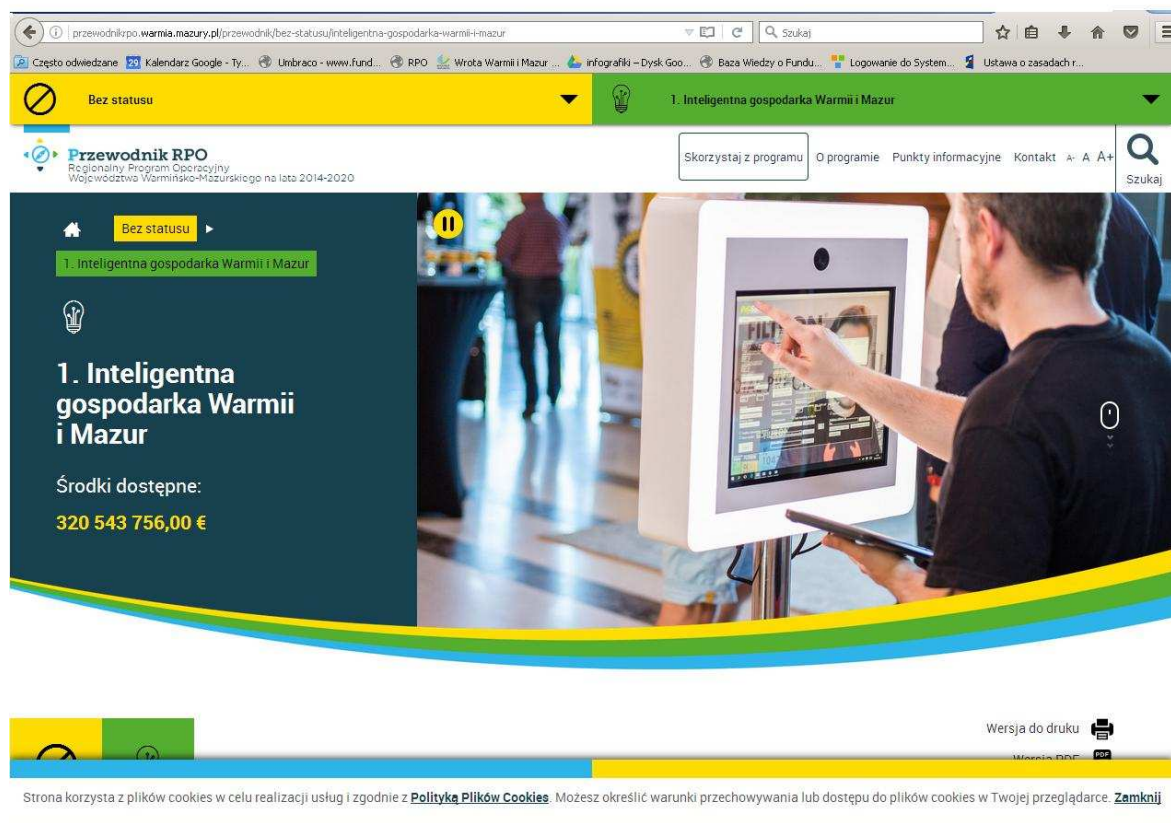 przewodnikrpo.warmia.mazury.pl/przewodnik/bez-statusu/inteligentna-gospodarka-warmii-i-mazur
Szukaj
Często odwiedzane 29 Kalendarz Google - Ty... Umbraco - www.fund... RPO Wrota Warmii i Mazur ... infografiki – Dysk Goo... Baza Wiedzy o Fundu... Logowanie do System... Ustawa o zasadach r...
Bez statusu
1. Inteligentna gospodarka Warmii i Mazur
Przewodnik RPO
Regionalny Program Operacyjny
Województwa Warmińsko-Mazurskiego na lata 2014-2020
Skorzystaj z programu O programie Punkty informacyjne Kontakt A- A A+
Szukaj
Bez statusu
1. Inteligentna gospodarka Warmii i Mazur
1. Inteligentna
gospodarka Warmii
i Mazur
Środki dostępne:
320 543 756,00 €
Wersja do druku
Wersja PDF PDF
Strona korzysta z plików cookies w celu realizacji usług i zgodnie z Polityką Plików Cookies. Możesz określić warunki przechowywania lub dostępu do plików cookies w Twojej przeglądarce. Zamknij